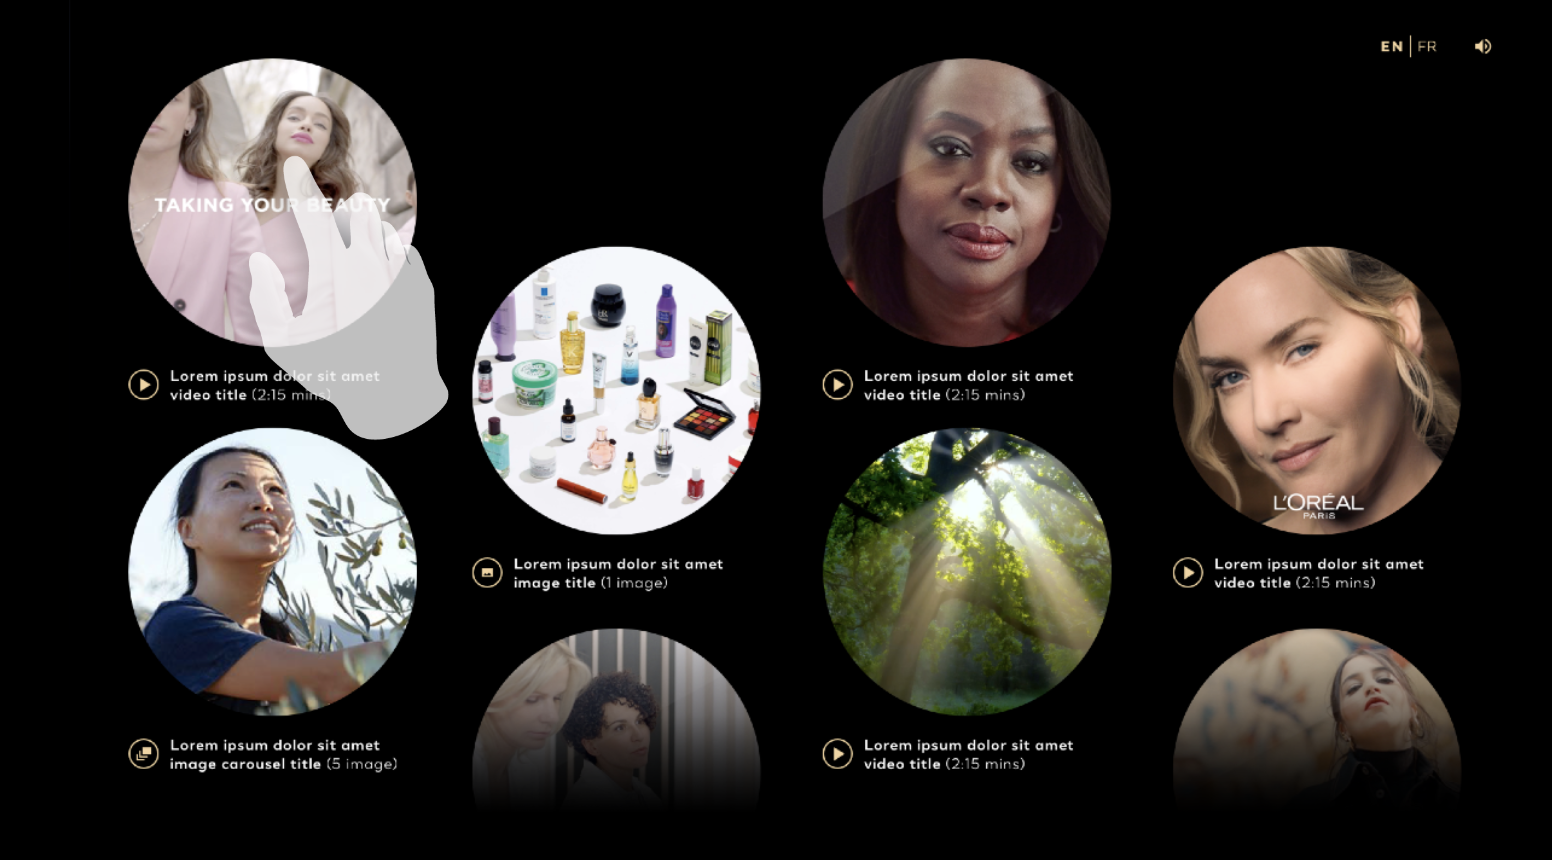 EN | FR
TAKING YOUR BEAUTY
Lorem ipsum dolor sit amet
video title (2:15 mins)
Lorem ipsum dolor sit amet
video title (2:15 mins)
L'ORÉAL
PARIS
Lorem ipsum dolor sit amet
image title (1 image)
Lorem ipsum dolor sit amet
video title (2:15 mins)
Lorem ipsum dolor sit amet
image carousel title (5 image)
Lorem ipsum dolor sit amet
video title (2:15 mins)